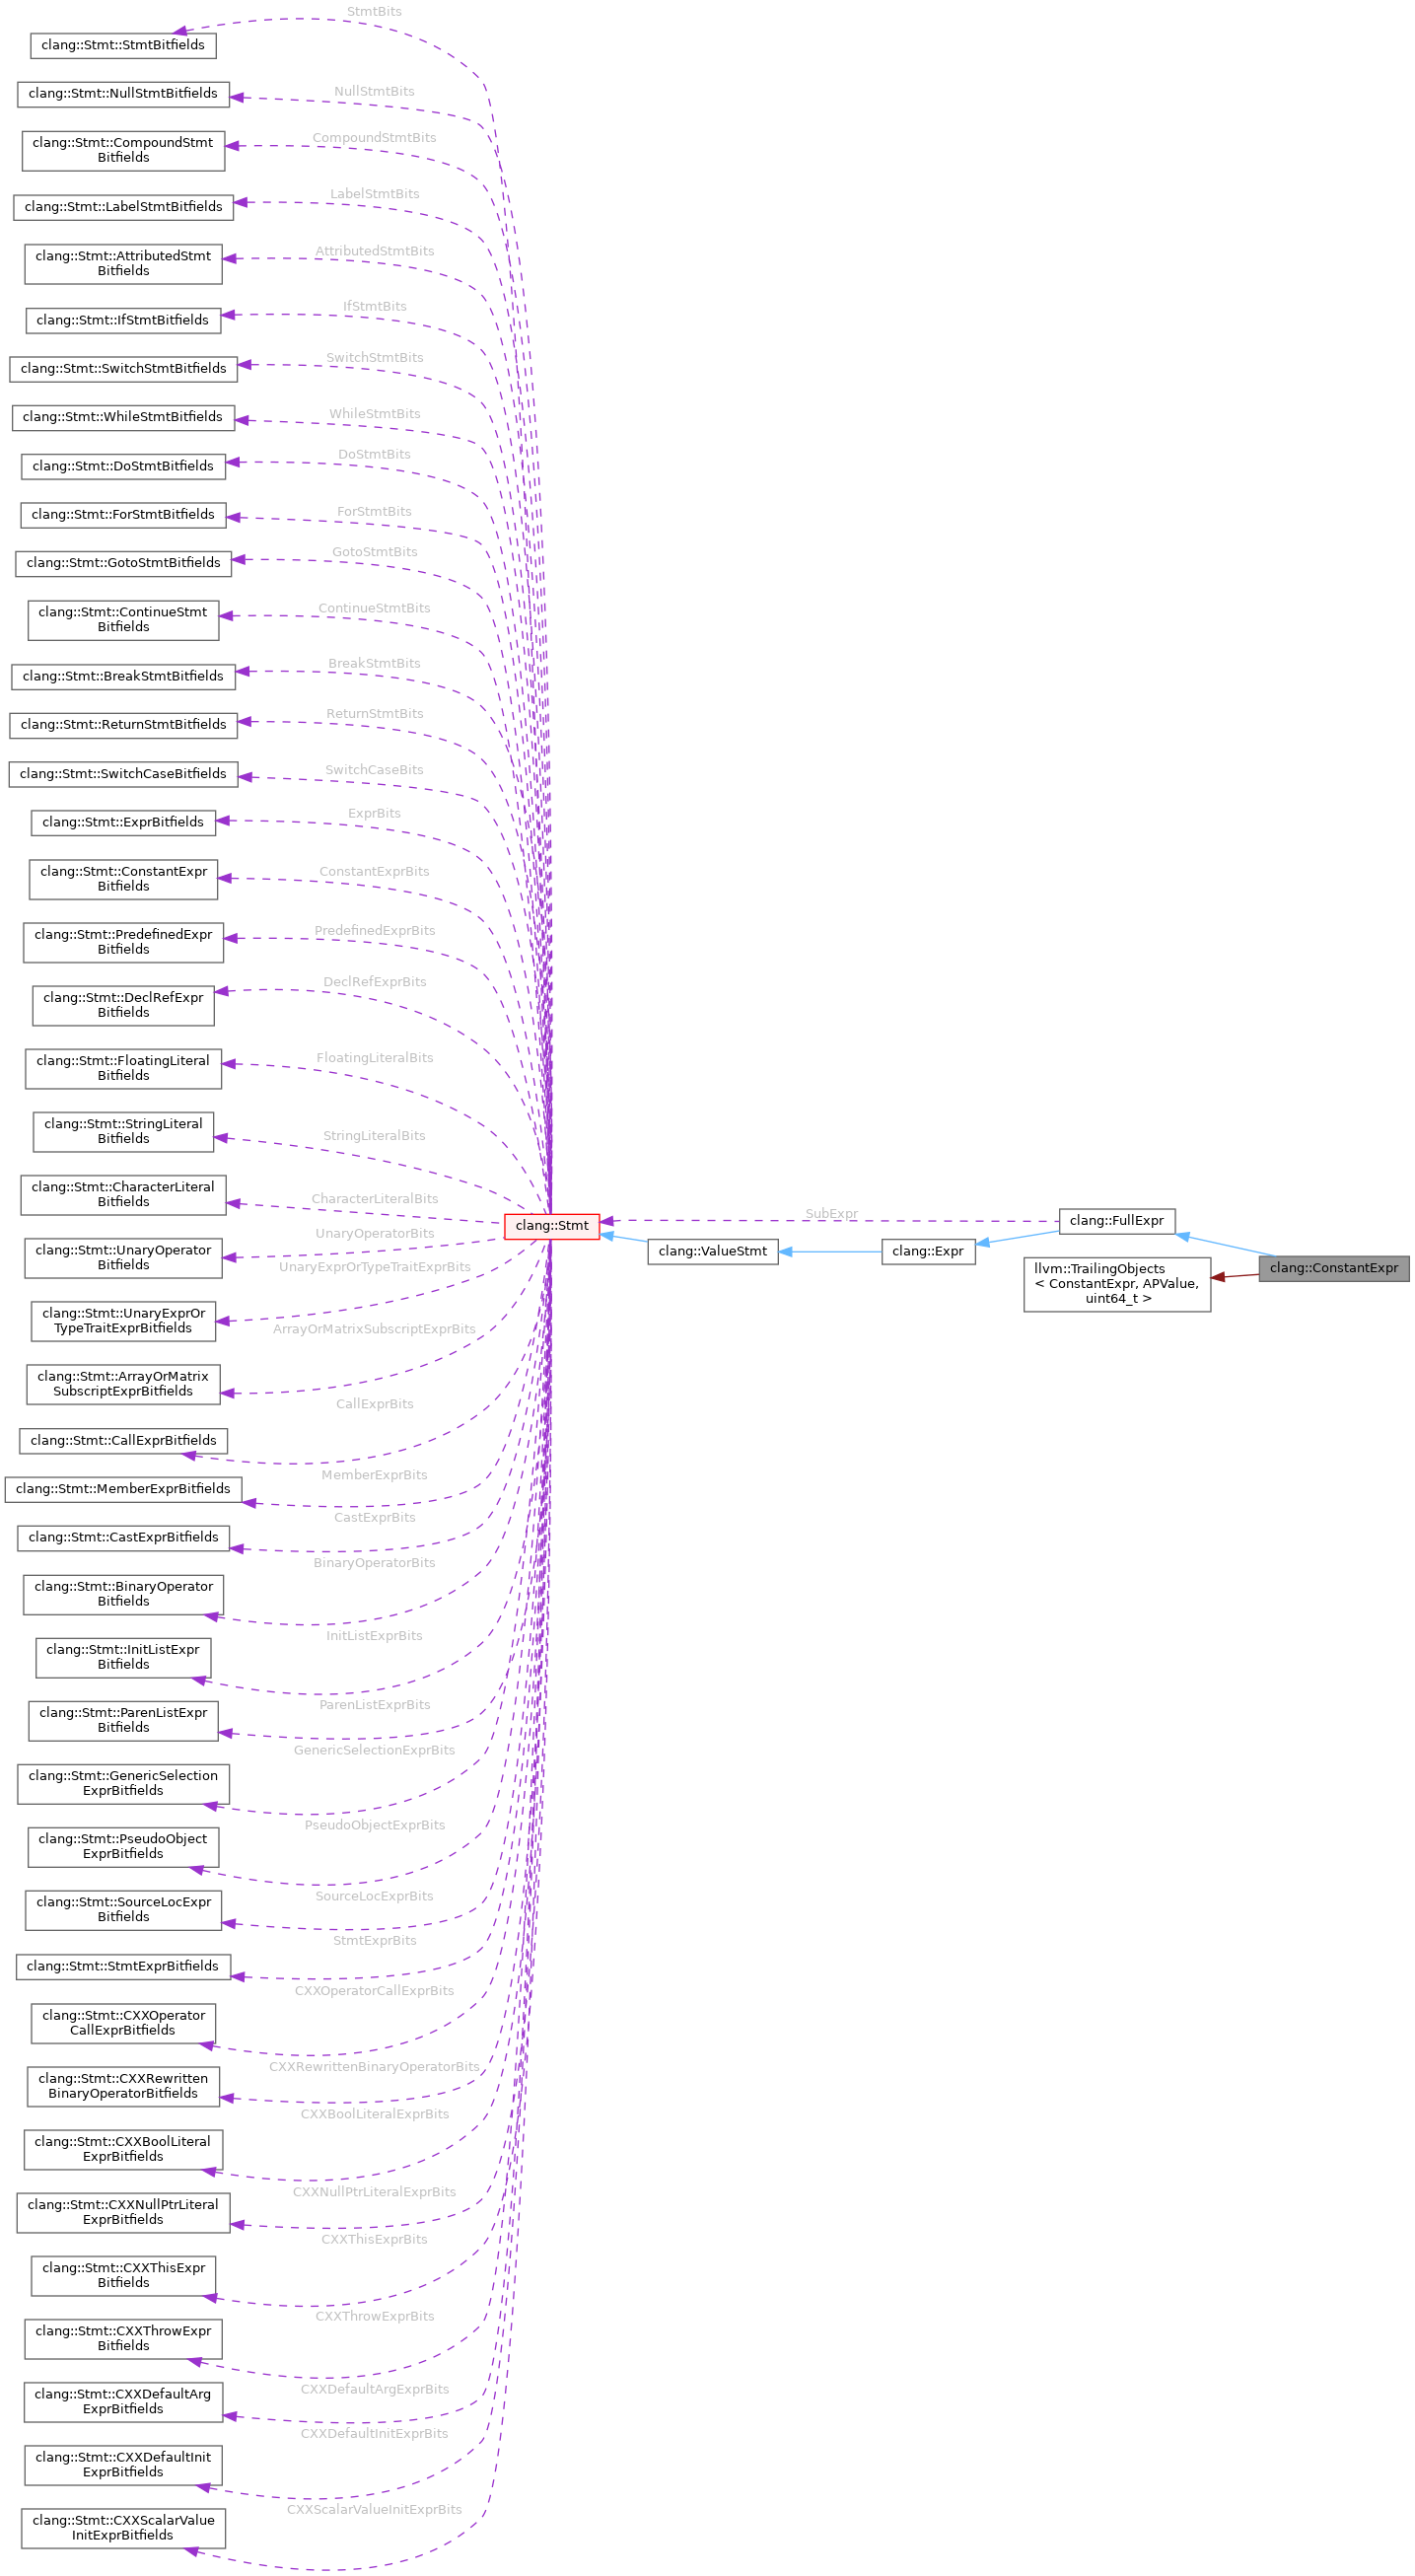 StmtBits
clang::Stmt::StmtBitfields
NullStmtBits
clang::Stmt::NullStmtBitfields
CompoundStmtBits
clang::Stmt::CompoundStmt
Bitfields
LabelStmtBits
clang::Stmt::LabelStmtBitfields
AttributedStmtBits
clang::Stmt::AttributedStmt
Bitfields
IfStmtBits
clang::Stmt::IfStmtBitfields
SwitchStmtBits
clang::Stmt::SwitchStmtBitfields
WhileStmtBits
clang::Stmt::WhileStmtBitfields
DoStmtBits
clang::Stmt::DoStmtBitfields
ForStmtBits
clang::Stmt::ForStmtBitfields
GotoStmtBits
clang::Stmt::GotoStmtBitfields
ContinueStmtBits
clang::Stmt::ContinueStmt
Bitfields
BreakStmtBits
clang::Stmt::BreakStmtBitfields
ReturnStmtBits
clang::Stmt::ReturnStmtBitfields
SwitchCaseBits
clang::Stmt::SwitchCaseBitfields
ExprBits
clang::Stmt::ExprBitfields
ConstantExprBits
clang::Stmt::ConstantExpr
Bitfields
PredefinedExprBits
clang::Stmt::PredefinedExpr
Bitfields
DeclRefExprBits
clang::Stmt::DeclRefExpr
Bitfields
FloatingLiteralBits
clang::Stmt::FloatingLiteral
Bitfields
StringLiteralBits
clang::Stmt::StringLiteral
Bitfields
CharacterLiteralBits
clang::Stmt::CharacterLiteral
Bitfields
UnaryOperatorBits
clang::Stmt::UnaryOperator
Bitfields
UnaryExprOrTypeTraitExprBits
clang::Stmt::UnaryExprOr
TypeTraitExprBitfields
ArrayOrMatrixSubscriptExprBits
clang::Stmt::ArrayOrMatrix
SubscriptExprBitfields
CallExprBits
clang::Stmt::CallExprBitfields
MemberExprBits
clang::Stmt::MemberExprBitfields
CastExprBits
clang::Stmt::CastExprBitfields
BinaryOperatorBits
clang::Stmt::BinaryOperator
Bitfields
InitListExprBits
clang::Stmt::InitListExpr
Bitfields
ParenListExprBits
clang::Stmt::ParenListExpr
Bitfields
GenericSelectionExprBits
clang::Stmt::GenericSelection
ExprBitfields
PseudoObjectExprBits
clang::Stmt::PseudoObject
ExprBitfields
SourceLocExprBits
clang::Stmt::SourceLocExpr
Bitfields
StmtExprBits
clang::Stmt::StmtExprBitfields
CXXOperatorCallExprBits
clang::Stmt::CXXOperator
CallExprBitfields
CXXRewrittenBinaryOperatorBits
clang::Stmt::CXXRewritten
BinaryOperatorBitfields
CXXBoolLiteralExprBits
clang::Stmt::CXXBoolLiteral
ExprBitfields
CXXNullPtrLiteralExprBits
clang::Stmt::CXXNullPtrLiteral
ExprBitfields
CXXThisExprBits
clang::Stmt::CXXThisExpr
Bitfields
CXXThrowExprBits
clang::Stmt::CXXThrowExpr
Bitfields
CXXDefaultArgExprBits
clang::Stmt::CXXDefaultArg
ExprBitfields
CXXDefaultInitExprBits
clang::Stmt::CXXDefaultInit
ExprBitfields
CXXScalarValueInitExprBits
clang::Stmt::CXXScalarValue
InitExprBitfields
clang::Stmt
SubExpr
clang::ValueStmt
clang::Expr
clang::FullExpr
llvm::TrailingObjects
< ConstantExpr, APValue,
uint64_t >
clang::ConstantExpr